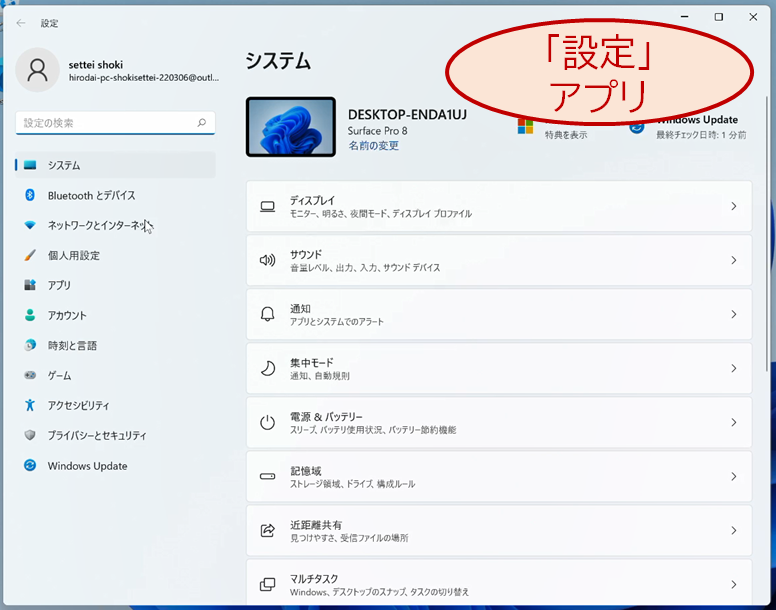 設定
settei shoki
hirodai-pc-shokisettei-220306@outl...
設定の検索
システム
Bluetooth とデバイス
ネットワークとインターネット
個人用設定
アプリ
アカウント
時刻と言語
ゲーム
アクセシビリティ
プライバシーとセキュリティ
Windows Update
システム
「設定」
アプリ
DESKTOP-ENDA1UJ
Surface Pro 8
名前の変更
特典を表示
Windows Update
最終チェック日時: 1 分前
ディスプレイ
モニター、明るさ、夜間モード、ディスプレイ プロファイル
サウンド
音量レベル、出力、入力、サウンド デバイス
通知
アプリとシステムでのアラート
集中モード
通知、自動規則
電源 & バッテリー
スリープ、バッテリ使用状況、バッテリー節約機能
記憶域
ストレージ領域、ドライブ、構成ルール
近距離共有
見つけやすさ、受信ファイルの場所
マルチタスク
Windows、デスクトップのスナップ、タスクの切り替え